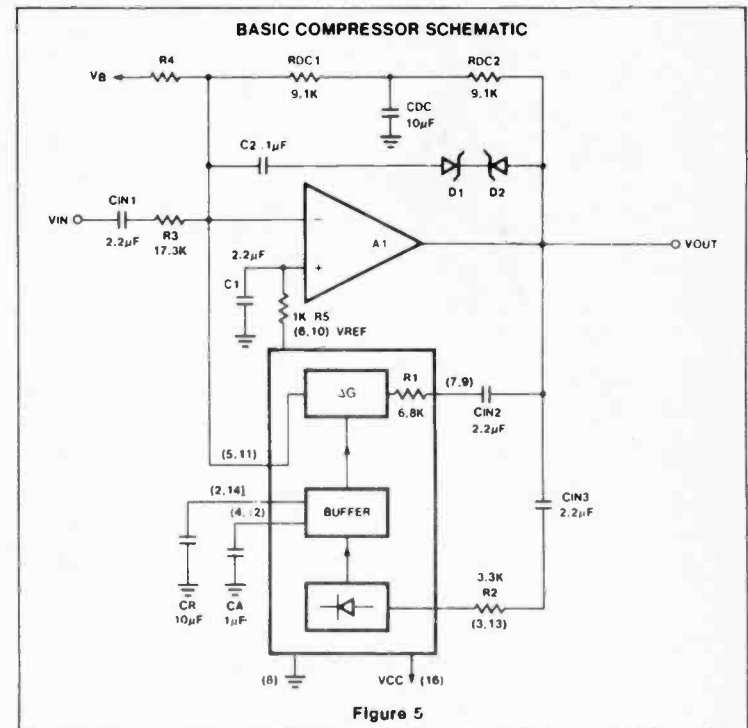 BASIC COMPRESSOR SCHEMATIC
R4
RDC1
RDC2
VB
9.1K
9.1K
CDC
10µF
C2 .1µF
D1
D2
CIN1
VIN
2.2µF
R3
17.3K
A1
VOUT
2.2µF
C1
1K R5
(6,10) VREF
ΔG
R1
6.8K
(7,9)
CIN2
2.2µF
(5,11)
(2,14)
BUFFER
CIN3
2.2µF
CR
10µF
CA
1µF
3.3K
R2
(3,13)
(8)
VCC
(16)
Figure 5